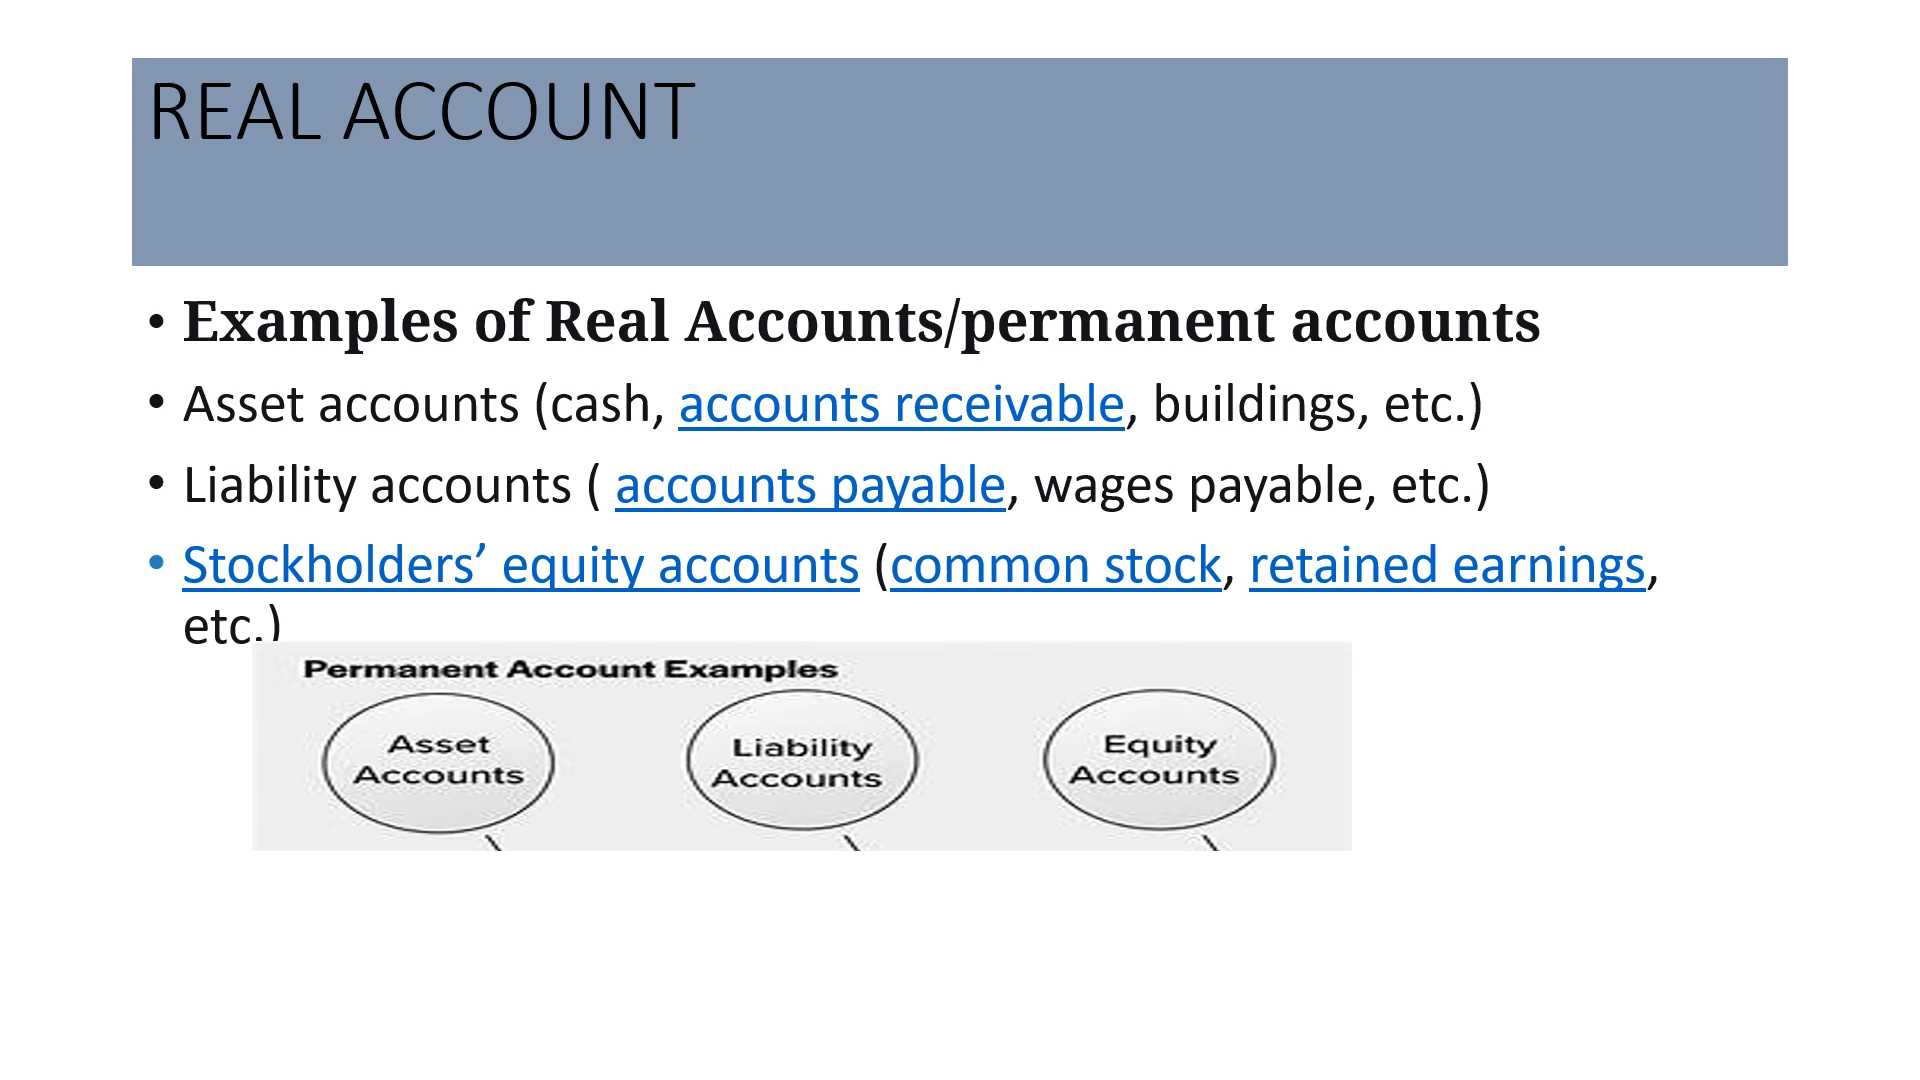 REAL ACCOUNT
• Examples of Real Accounts/permanent accounts
• Asset accounts (cash, accounts receivable, buildings, etc.)
• Liability accounts ( accounts payable, wages payable, etc.)
• Stockholders’ equity accounts (common stock, retained earnings,
etc.)
Permanent Account Examples
Asset
Accounts
Liability
Accounts
Equity
Accounts